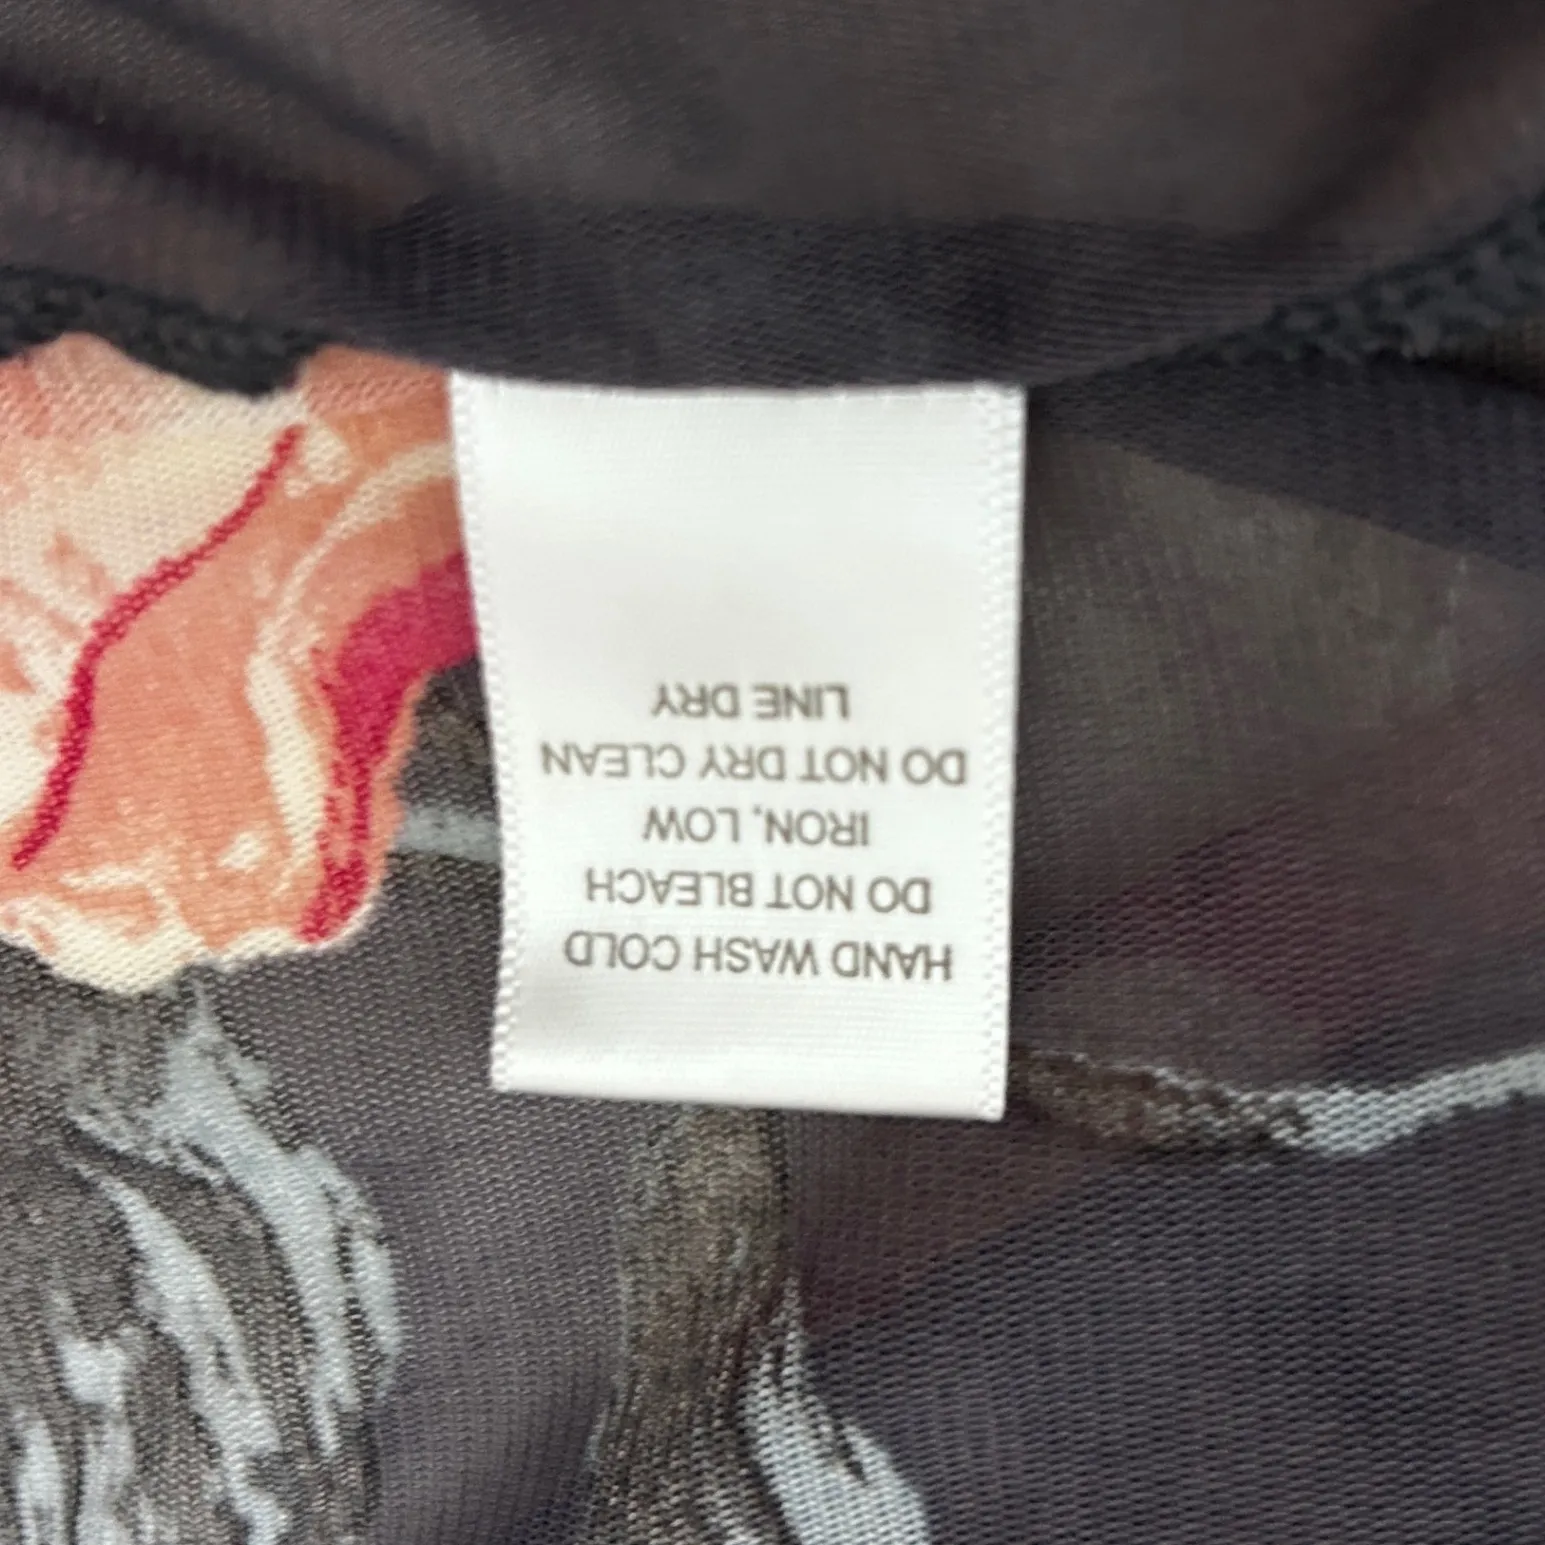 HAND WASH COLD
DO NOT BLEACH
IRON, LOW
DO NOT DRY CLEAN
LINE DRY